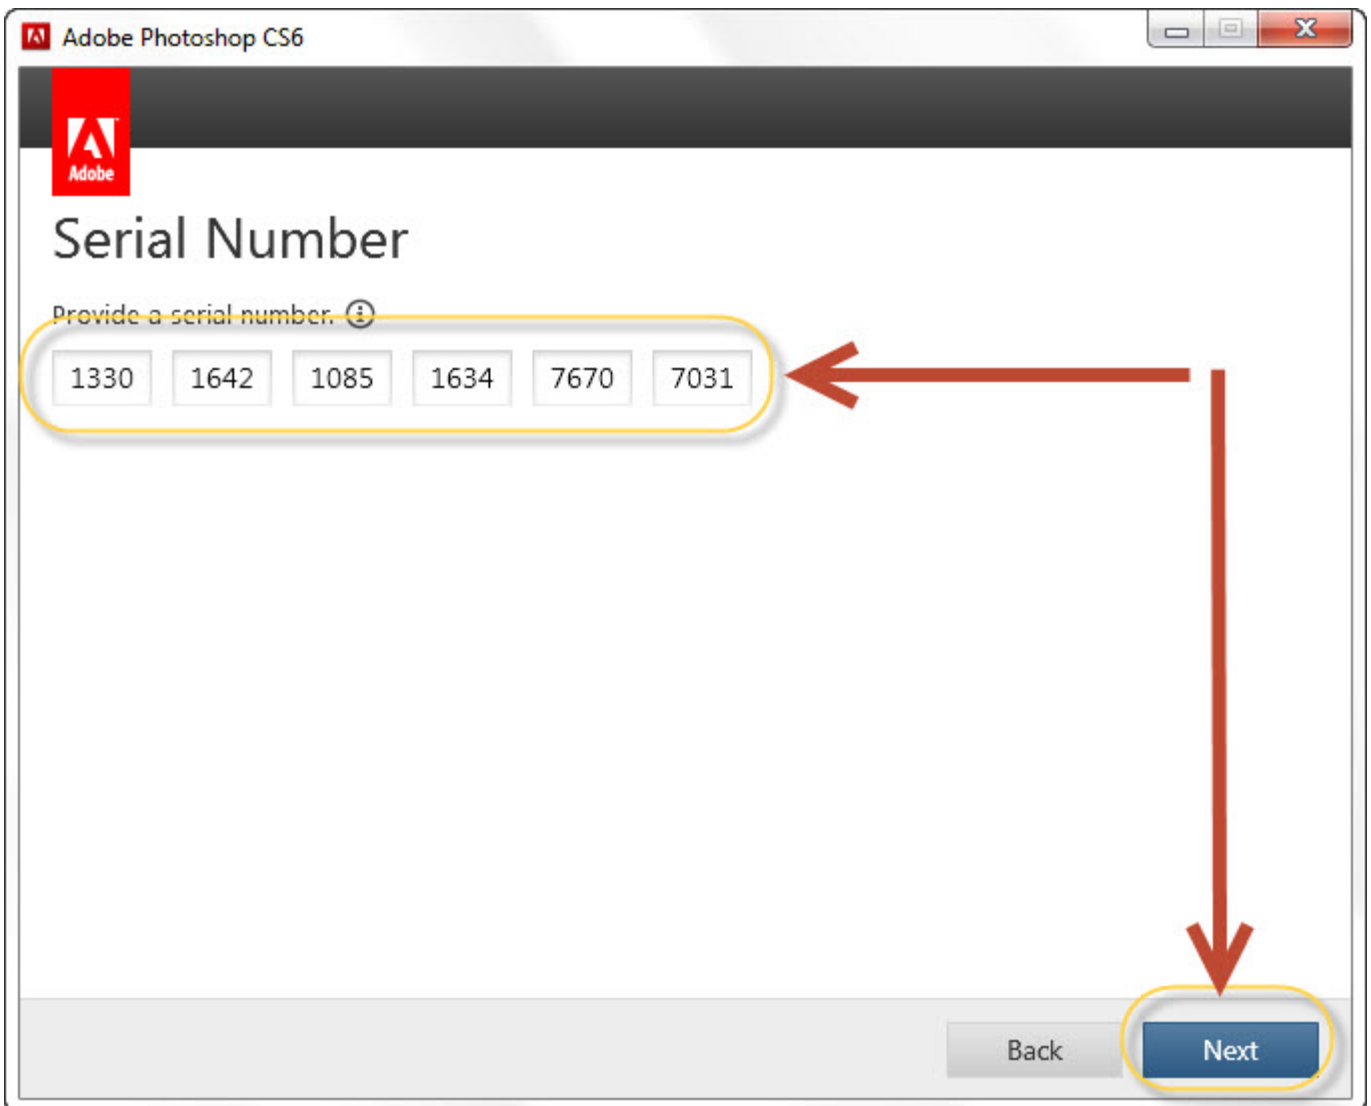 Adobe Photoshop CS6
Adobe
Serial Number
Provide a serial number.
1330 1642 1085 1634 7670 7031
Back Next